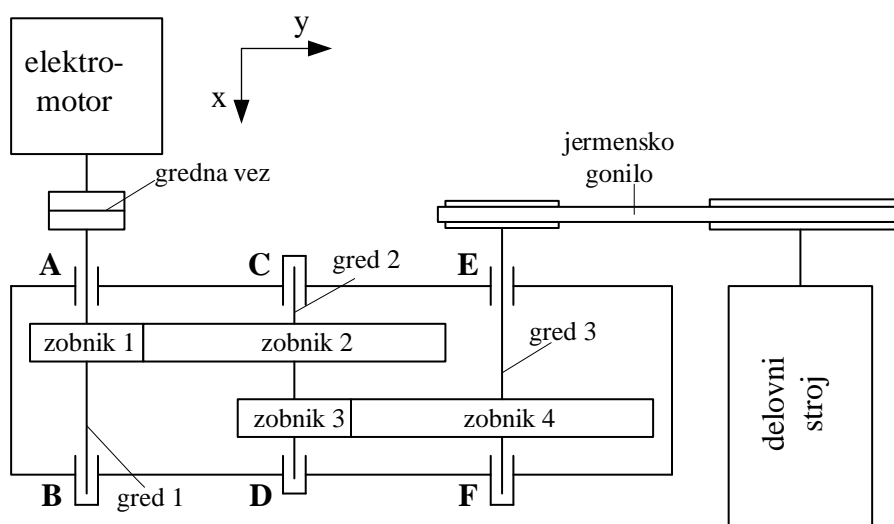 elektro-
motor
y
x
gredna vez
jermensko
gonilo
A
C
gred 2
E
zobnik 1
zobnik 2
gred 3
zobnik 3
zobnik 4
delovni
stroj
B
gred 1
D
F